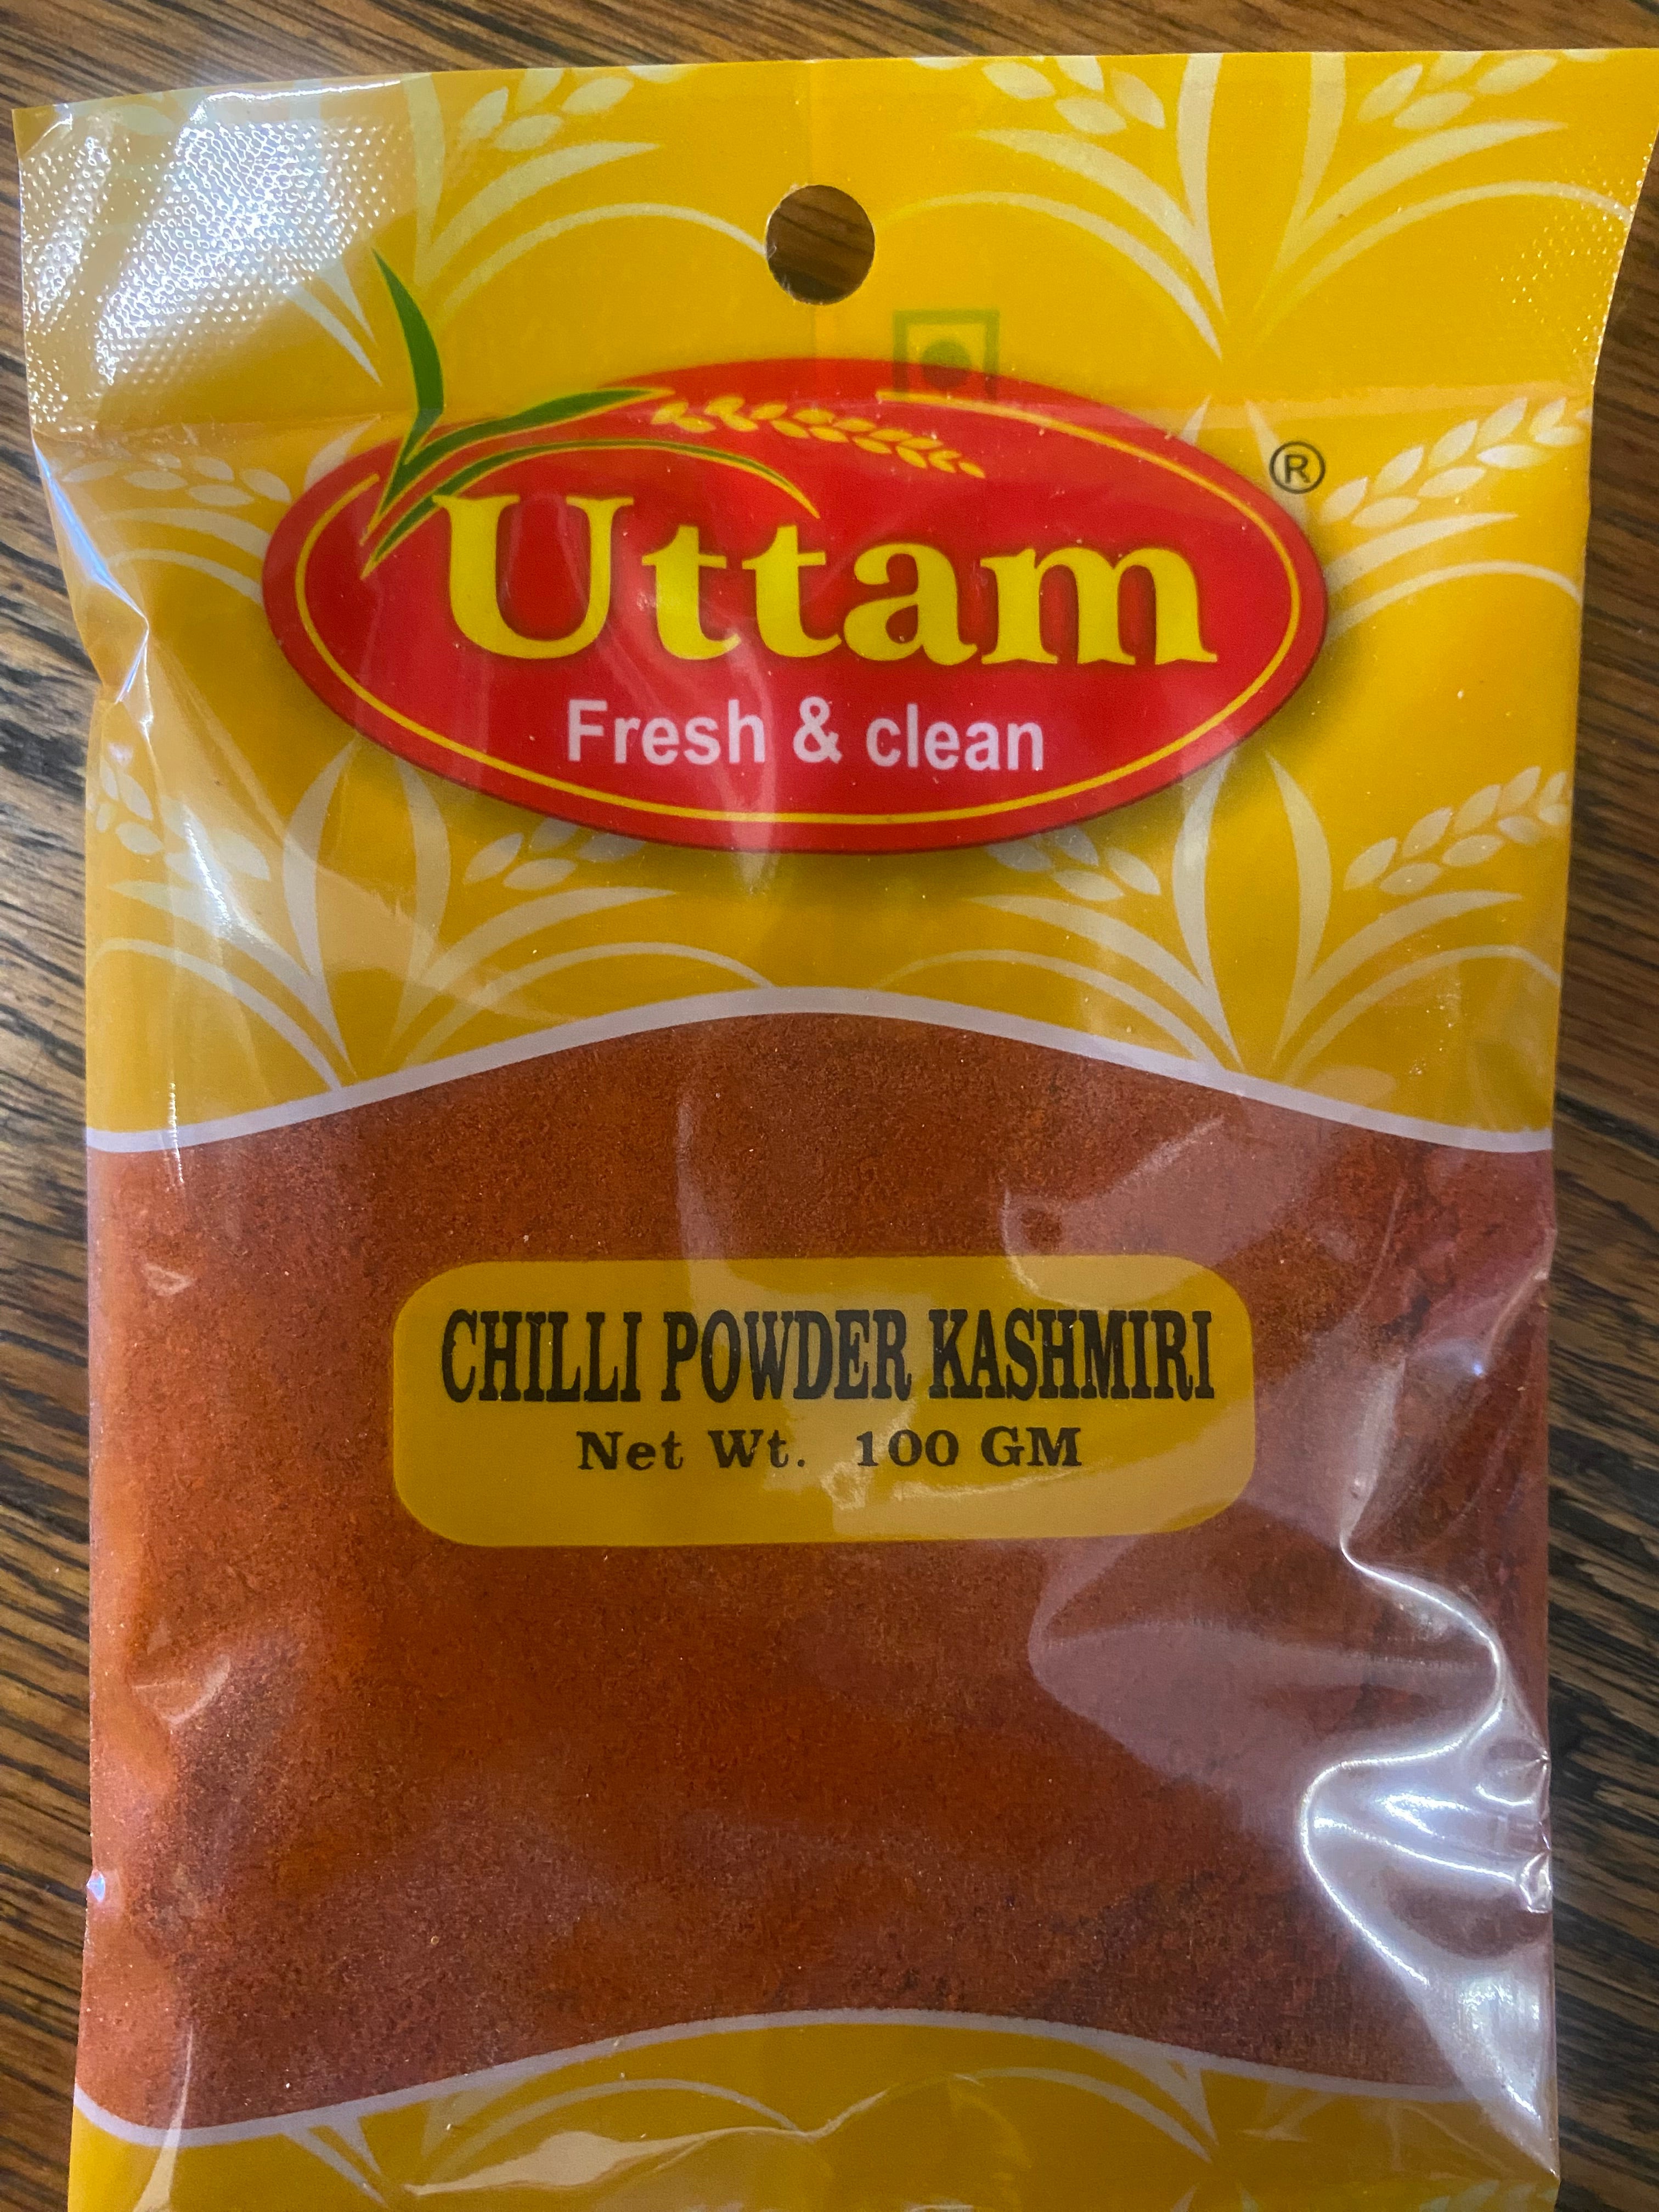 Uttam
®
Fresh & clean
CHILLI POWDER KASHMIRI
Net Wt. 100 GM